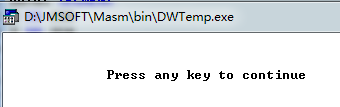 D:\JMSOFT\Masm\bin\DWTemp.exe
Press any key to continue